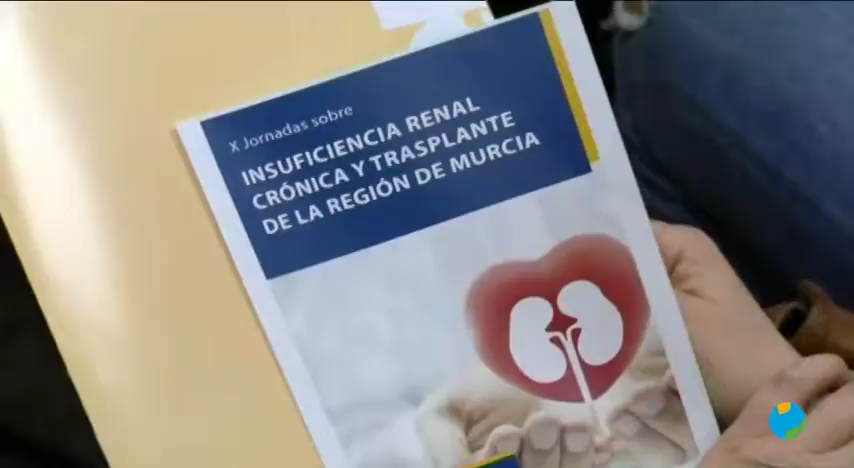 X Jornadas sobre
INSUFICIENCIA RENAL
CRÓNICA Y TRASPLANTE
DE LA REGIÓN DE MURCIA